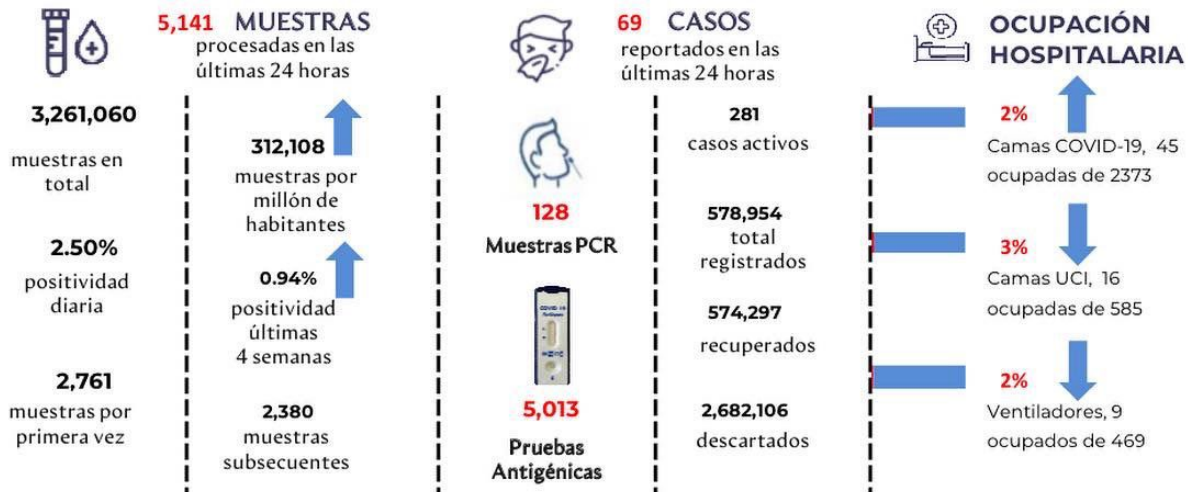 5,141 MUESTRAS
procesadas en las
últimas 24 horas
3,261,060
muestras en
total
2.50%
positividad
diaria
2,761
muestras por
primera vez
312,108
muestras por
millón de
habitantes
0.94%
positividad
últimas
4 semanas
2,380
muestras
subsecuentes
69 CASOS
reportados en las
últimas 24 horas
128
Muestras PCR
COVID-19
5,013
Pruebas
Antigénicas
281
casos activos
578,954
total
registrados
574,297
recuperados
2,682,106
descartados
OCUPACIÓN
HOSPITALARIA
2%
Camas COVID-19, 45
ocupadas de 2373
3%
Camas UCI, 16
ocupadas de 585
2%
Ventiladores, 9
ocupados de 469